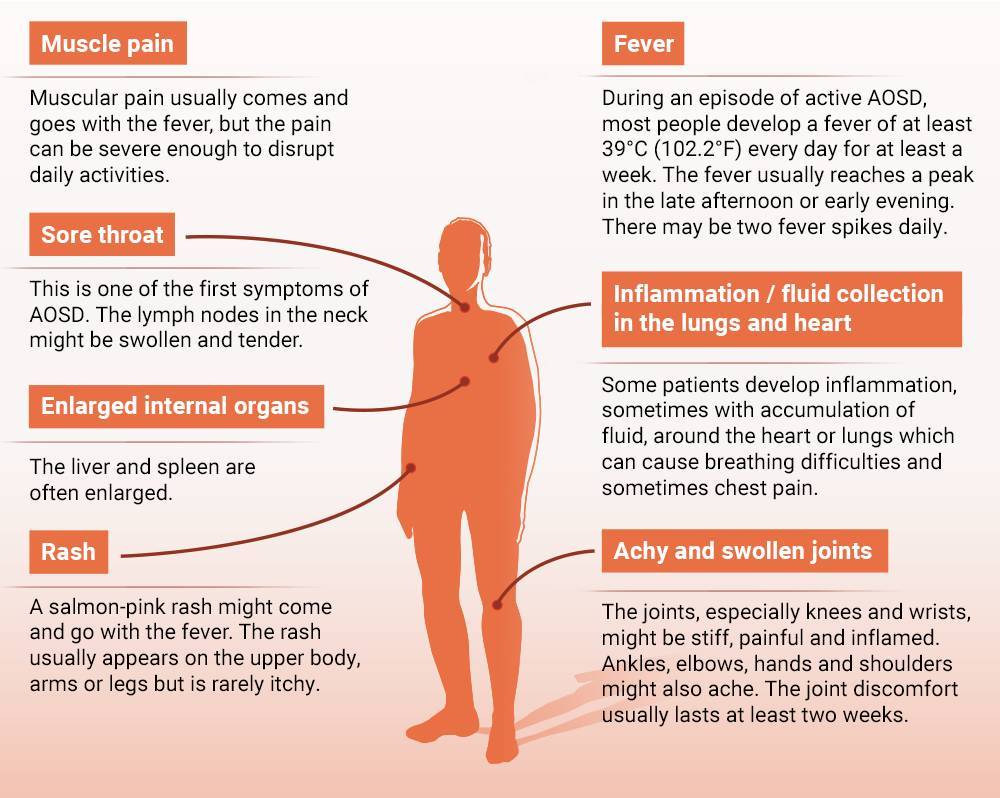 Muscle pain
Muscular pain usually comes and
goes with the fever, but the pain
can be severe enough to disrupt
daily activities.
Sore throat
This is one of the first symptoms of
AOSD. The lymph nodes in the neck
might be swollen and tender.
Enlarged internal organs
The liver and spleen are
often enlarged.
Rash
A salmon-pink rash might come
and go with the fever. The rash
usually appears on the upper body,
arms or legs but is rarely itchy.
Fever
During an episode of active AOSD,
most people develop a fever of at least
39°C (102.2°F) every day for at least a
week. The fever usually reaches a peak
in the late afternoon or early evening.
There may be two fever spikes daily.
Inflammation / fluid collection
in the lungs and heart
Some patients develop inflammation,
sometimes with accumulation of
fluid, around the heart or lungs which
can cause breathing difficulties and
sometimes chest pain.
Achy and swollen joints
The joints, especially knees and wrists,
might be stiff, painful and inflamed.
Ankles, elbows, hands and shoulders
might also ache. The joint discomfort
usually lasts at least two weeks.